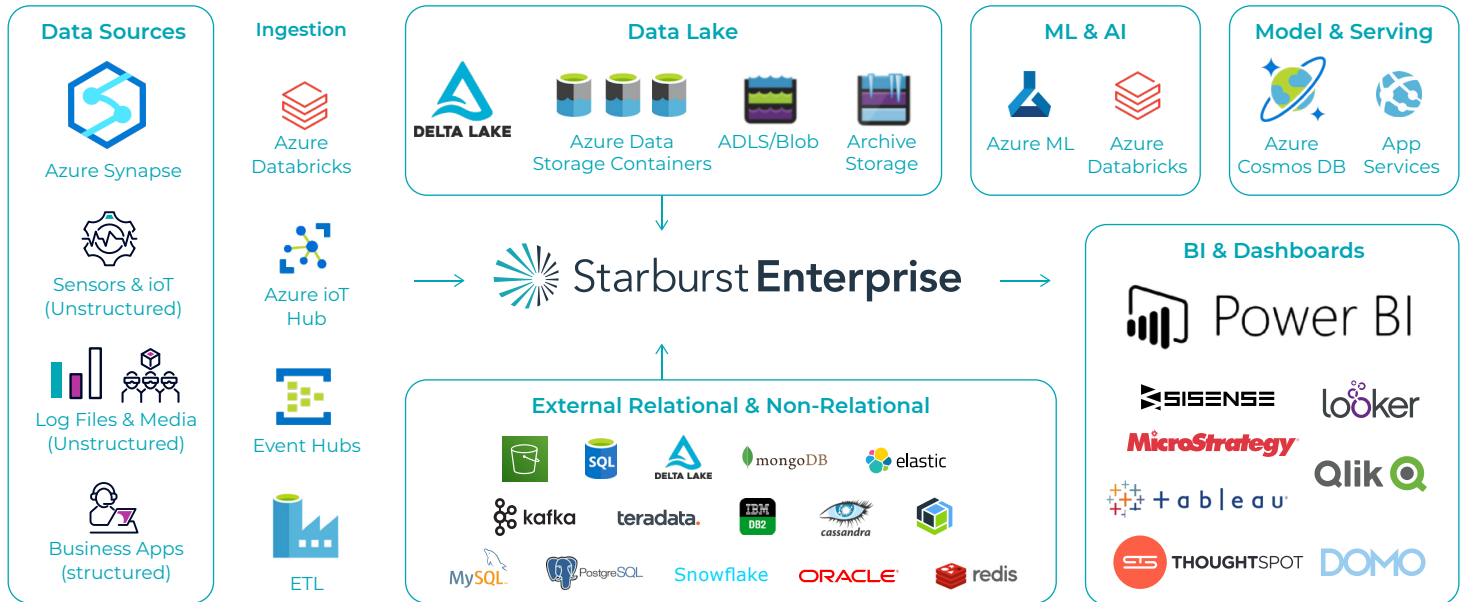 Data Sources
Azure Synapse
Sensors & ioT
(Unstructured)
Log Files & Media
(Unstructured)
Business Apps
(structured)
Ingestion
Azure
Databricks
Azure ioT
Hub
Event Hubs
ETL
Data Lake
DELTA LAKE
Azure Data
Storage Containers
ADLS/Blob
Archive
Storage
ML & AI
Azure ML
Azure
Databricks
Model & Serving
Azure
Cosmos DB
App
Services
Starburst Enterprise
External Relational & Non-Relational
SQL
DELTA LAKE
mongoDB
elastic
kafka
teradata.
IBM
DB2
cassandra
MySQL
PostgreSQL
Snowflake
ORACLE
redis
BI & Dashboards
Power BI
SISENSE
looker
MicroStrategy
Qlik
tableau
THOUGHTSPOT
DOMO